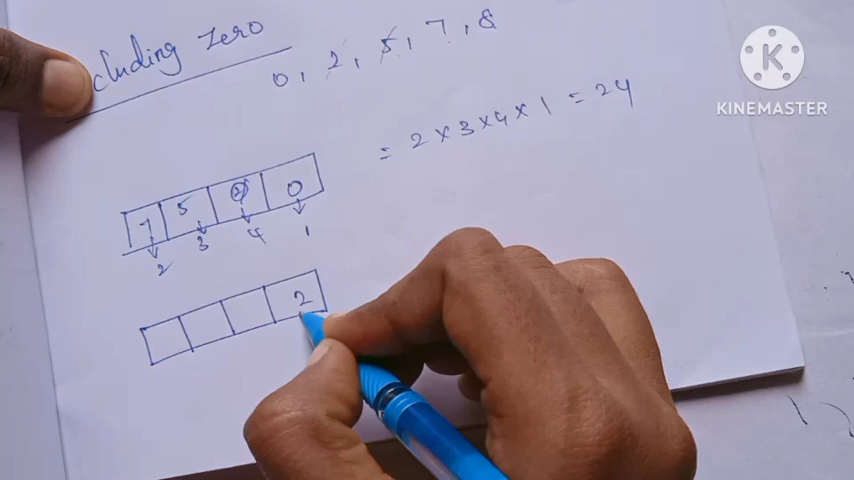 cluding zero
0, 2, 5, 7, 8
= 2 × 3 × 4 × 1 = 24
7 5 0
2 3 4 1
2
K
KINEMASTER